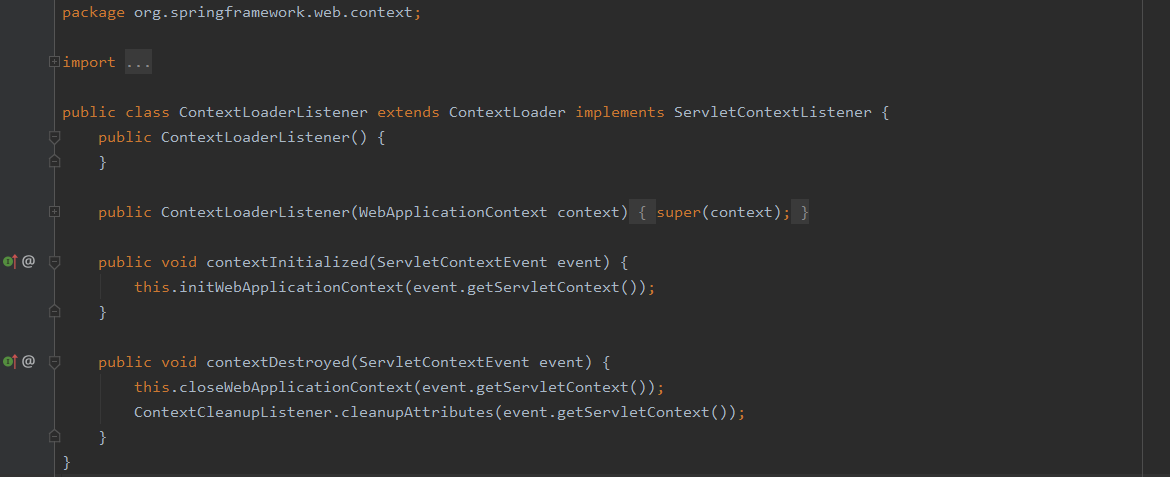 package org.springframework.web.context;
import ...
public class ContextLoaderListener extends ContextLoader implements ServletContextListener {
public ContextLoaderListener() {
}
public ContextLoaderListener(WebApplicationContext context) { super(context); }
@ public void contextInitialized(ServletContextEvent event) {
this.initWebApplicationContext(event.getServletContext());
}
@ public void contextDestroyed(ServletContextEvent event) {
this.closeWebApplicationContext(event.getServletContext());
ContextCleanupListener.cleanupAttributes(event.getServletContext());
}
}